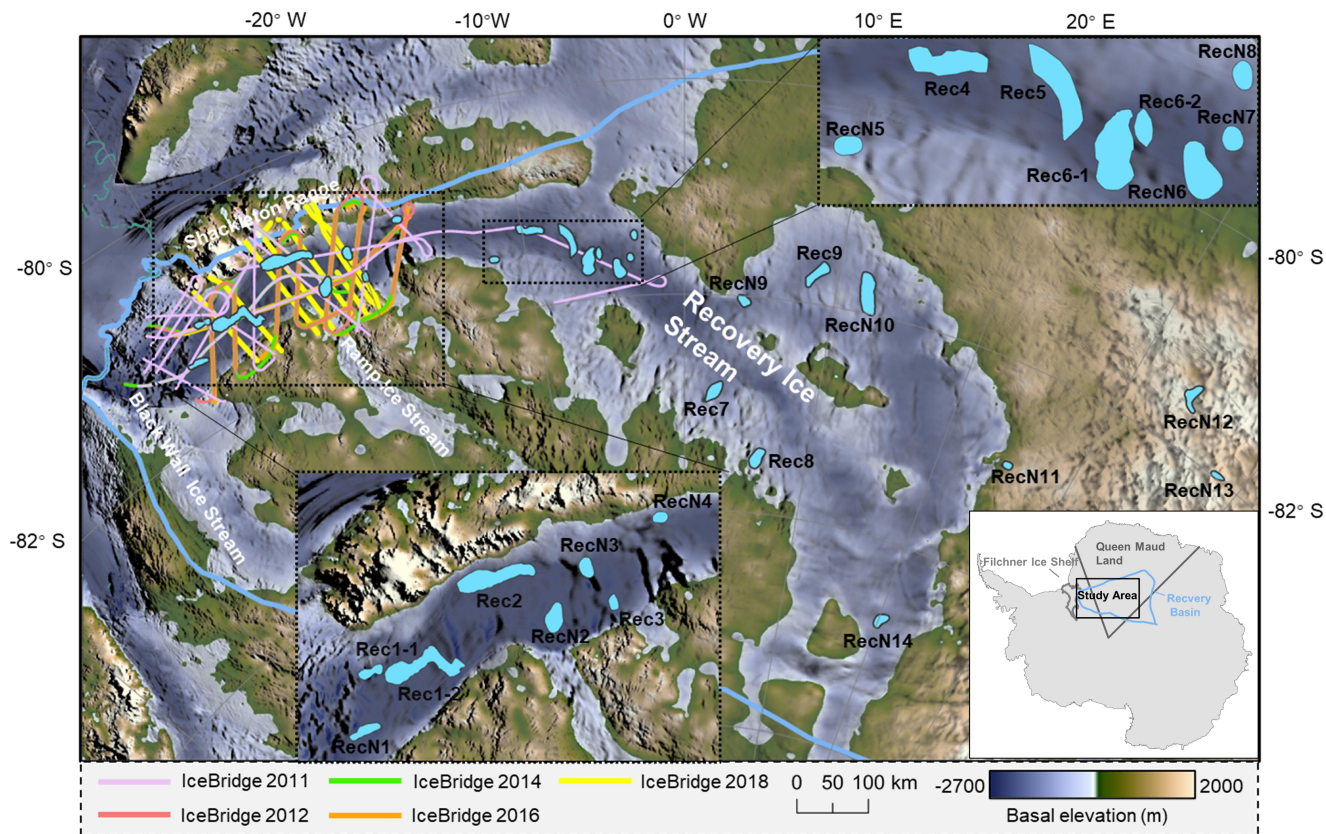 -20° W
-10° W
0° W
10° E
20° E
-80° S
-82° S
-80° S
-82° S
Shackleton Range
Ramp Ice Stream
Black Wall Ice Stream
Recovery Ice
Stream
RecN9
Rec9
RecN10
Rec7
Rec8
RecN11
RecN12
RecN13
RecN14
RecN5
Rec4
Rec5
Rec6-2
RecN8
RecN7
Rec6-1
RecN6
RecN4
RecN3
Rec2
Rec3
RecN2
Rec1-1
Rec1-2
RecN1
Queen Maud
Land
Filchner Ice Shelf
Study Area
Recvery
Basin
IceBridge 2011
IceBridge 2014
IceBridge 2018
IceBridge 2012
IceBridge 2016
0 50 100 km
-2700
2000
Basal elevation (m)